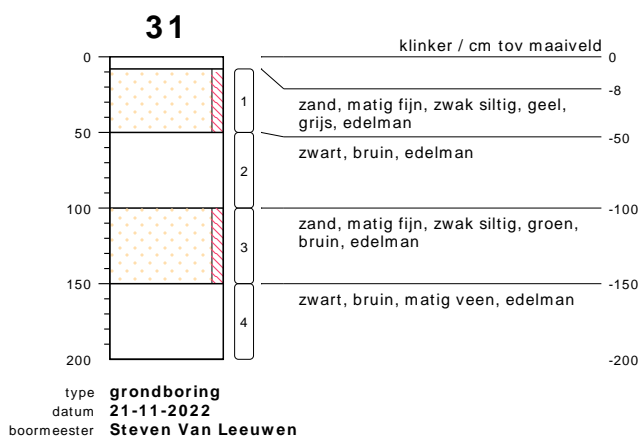 31
klinker / cm tov maaiveld
0
0
-8
1
zand, matig fijn, zwak siltig, geel,
grijs, edelman
50
-50
zwart, bruin, edelman
2
100
-100
zand, matig fijn, zwak siltig, groen,
bruin, edelman
3
150
-150
zwart, bruin, matig veen, edelman
4
200
-200
type grondboring
datum 21-11-2022
boormeester Steven Van Leeuwen